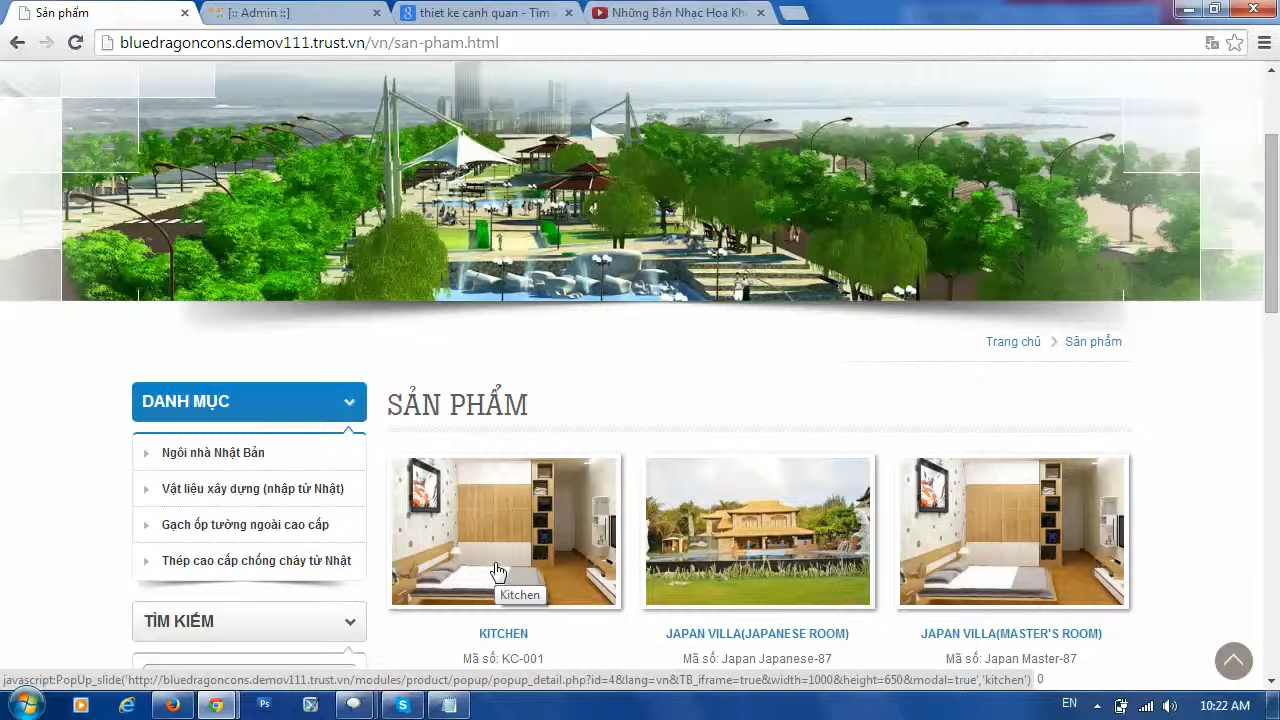 Sản phẩm
[:: Admin ::]
thiet ke canh quan - Tìm
Những Bản Nhạc Hoa Kh
bluedragoncons.demov111.trust.vn/vn/san-pham.html
Trang chủ
Sản phẩm
DANH MỤC
Ngôi nhà Nhật Bản
Vật liệu xây dựng (nhập từ Nhật)
Gạch ốp tường ngoài cao cấp
Thép cao cấp chống cháy từ Nhật
TÌM KIẾM
SẢN PHẨM
Kitchen
KITCHEN
Mã số: KC-001
JAPAN VILLA(JAPANESE ROOM)
Mã số: Japan Japanese-87
JAPAN VILLA(MASTER'S ROOM)
Mã số: Japan Master-87
javascript:PopUp_slide('http://bluedragoncons.demov111.trust.vn/modules/product/popup/popup_detail.php?id=4&lang=vn&TB_iframe=true&width=1000&height=650&modal=true','kitchen')
0
Ps
EN
10:22 AM